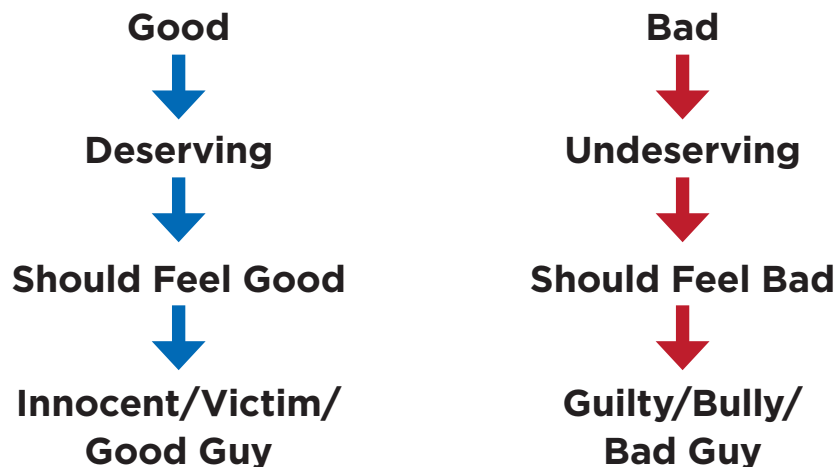 Good
Deserving
Should Feel Good
Innocent/Victim/
Good Guy
Bad
Undeserving
Should Feel Bad
Guilty/Bully/
Bad Guy